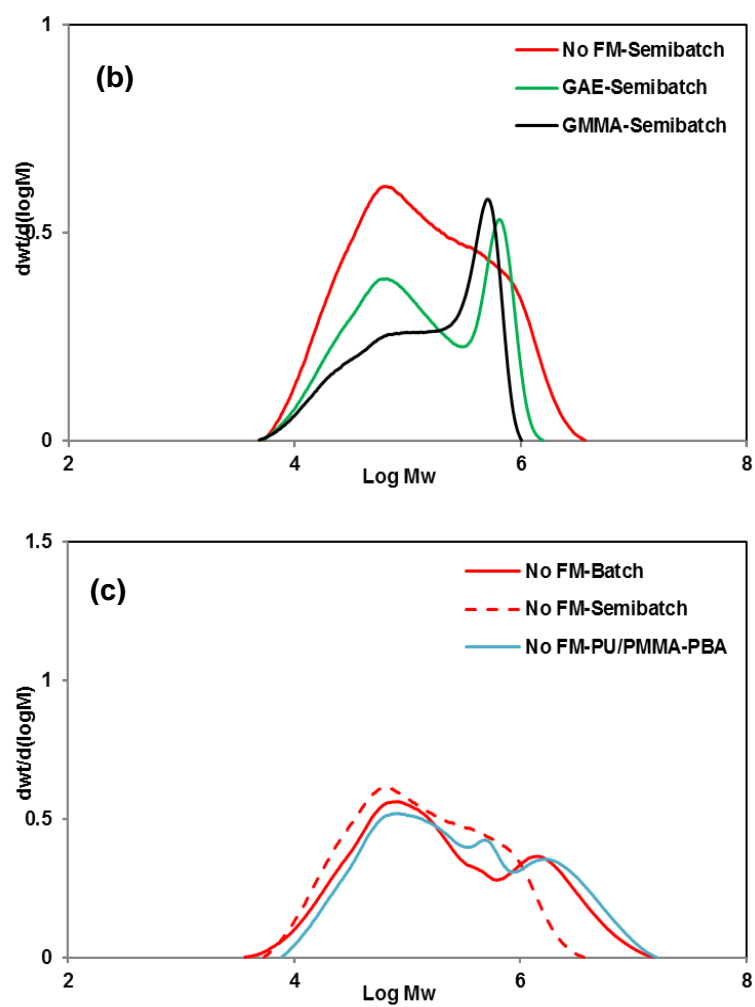 1
(b)
No FM-Semibatch
GAE-Semibatch
GMMA-Semibatch
dwt/d(logM)
0.5
0
2
4
6
8
Log Mw
1.5
(c)
No FM-Batch
No FM-Semibatch
No FM-PU/PMMA-PBA
1
dwt/d(logM)
0.5
0
2
4
6
8
Log Mw